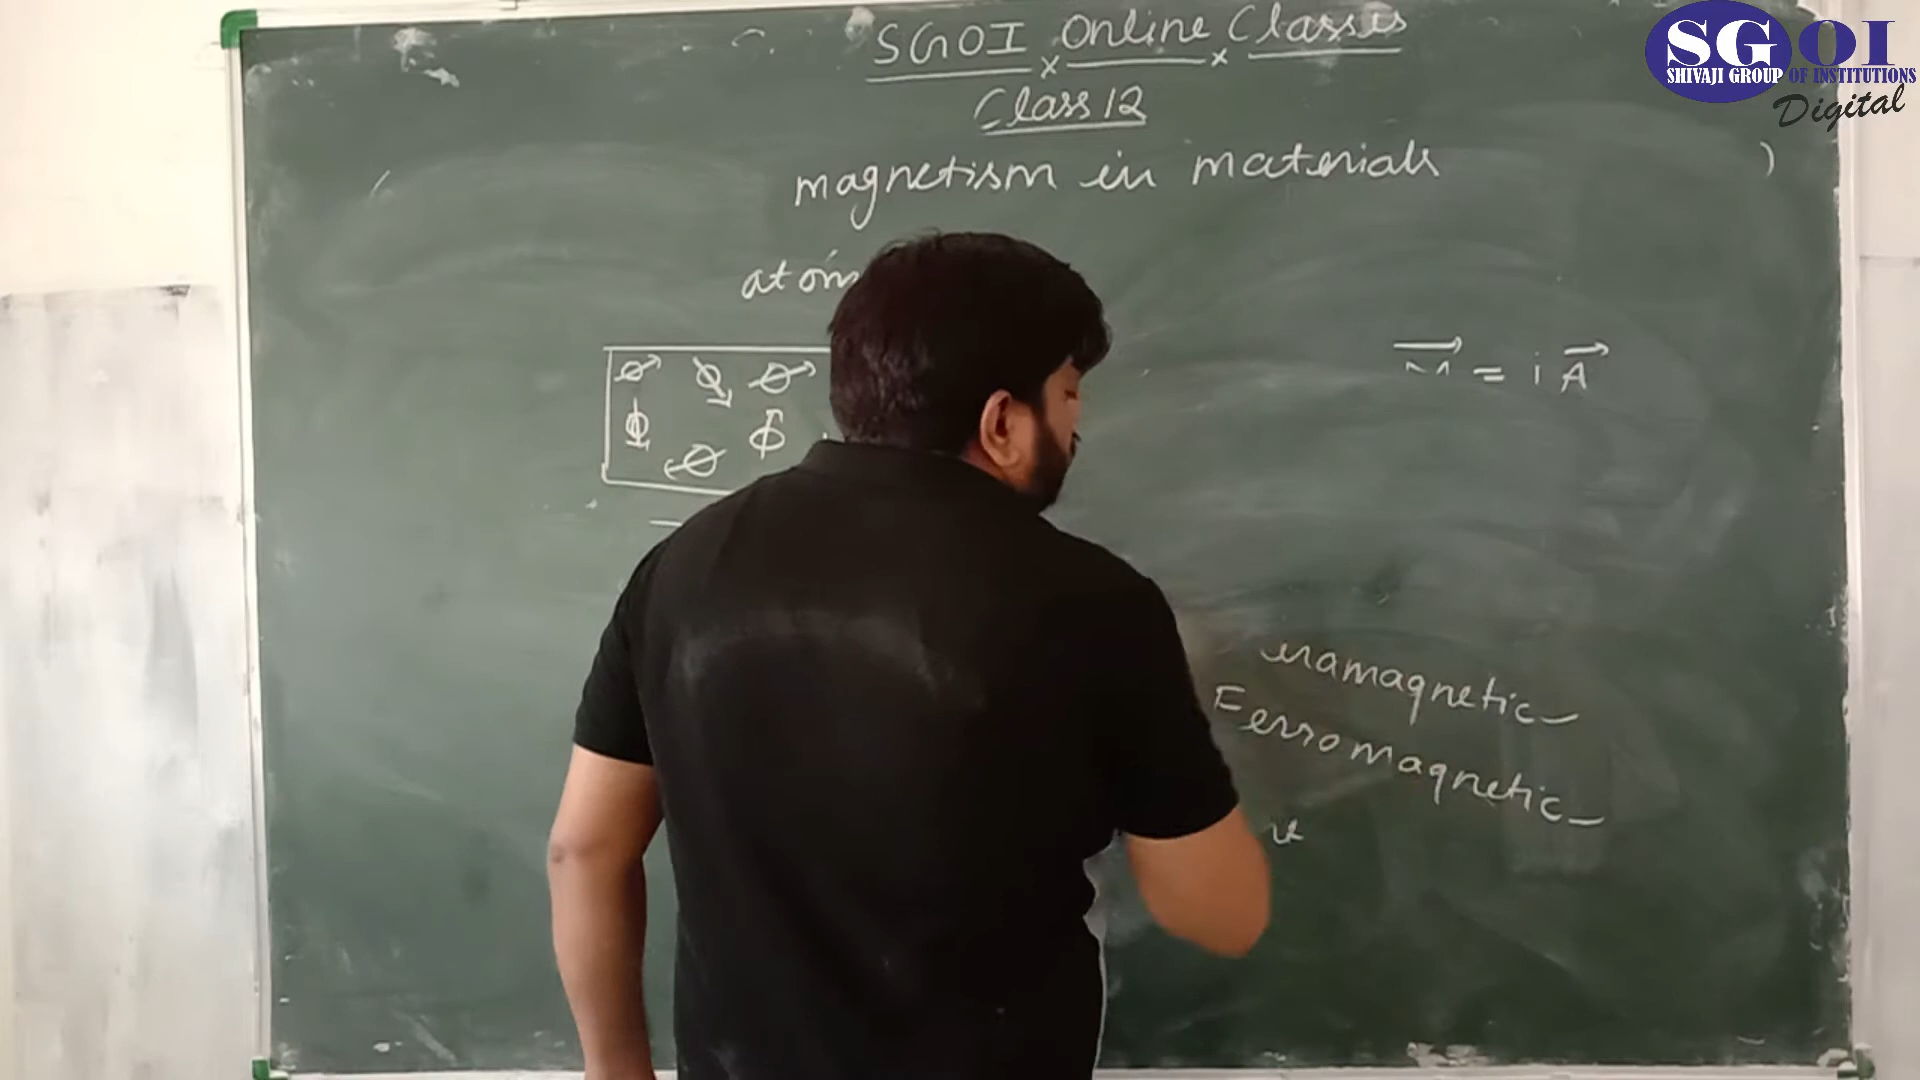 SGOI Online Classes
Class 12
magnetism in materials
= i A
Ferromagnetic
SGOI
SHIVAJI GROUP OF INSTITUTIONS
Digital